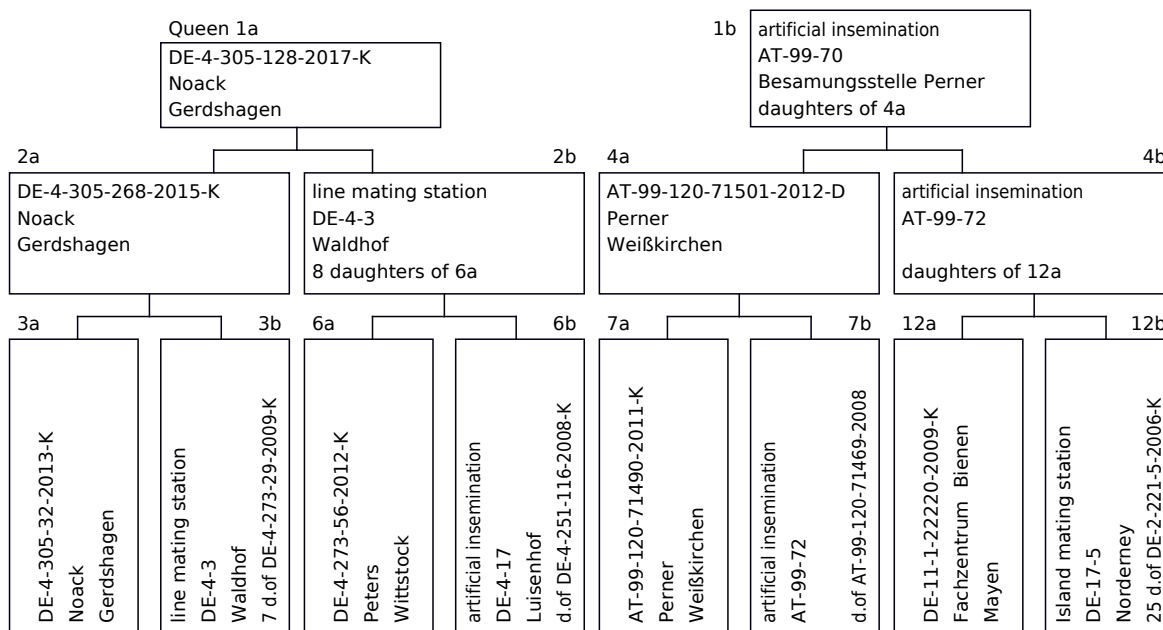 Queen 1a
DE-4-305-128-2017-K
Noack
Gerdshagen
1b
artificial insemination
AT-99-70
Besamungsstelle Perner
daughters of 4a
2a
DE-4-305-268-2015-K
Noack
Gerdshagen
2b
line mating station
DE-4-3
Waldhof
8 daughters of 6a
4a
AT-99-120-71501-2012-D
Perner
Weißkirchen
4b
artificial insemination
AT-99-72
daughters of 12a
3a
DE-4-305-32-2013-K
Noack
Gerdshagen
3b
line mating station
DE-4-3
Waldhof
7 d.of DE-4-273-29-2009-K
6a
DE-4-273-56-2012-K
Peters
Wittstock
6b
artificial insemination
DE-4-17
Luisenhof
d.of DE-4-251-116-2008-K
7a
AT-99-120-71490-2011-K
Perner
Weißkirchen
7b
artificial insemination
AT-99-72
d.of AT-99-120-71469-2008
12a
DE-11-1-22220-2009-K
Fachzentrum Bienen
Mayen
12b
Island mating station
DE-17-5
Norderney
25 d.of DE-2-221-5-2006-K